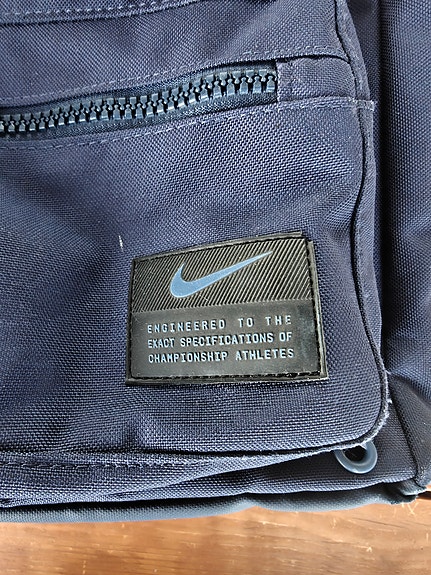 ENGINEERED TO THE
EXACT SPECIFICATIONS OF
CHAMPIONSHIP ATHLETES